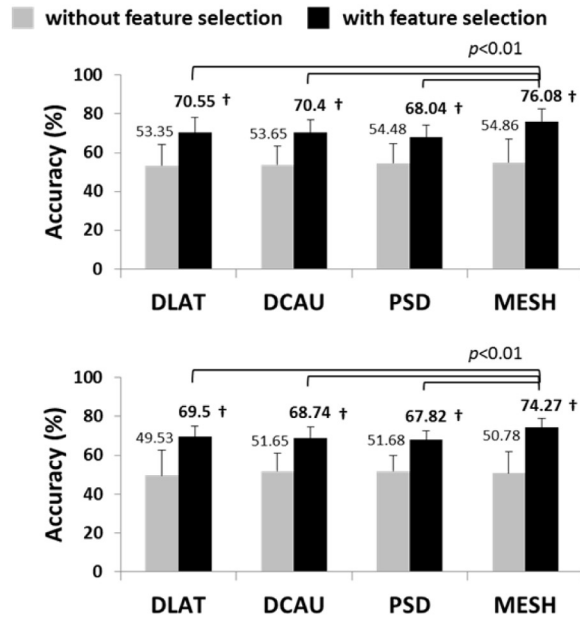 without feature selection with feature selection
p<0.01
100
80
60
40
20
0
Accuracy (%)
53.35 70.55 † 53.65 70.4 † 54.48 68.04 † 54.86 76.08 †
DLAT DCAU PSD MESH
p<0.01
100
80
60
40
20
0
Accuracy (%)
49.53 69.5 † 51.65 68.74 † 51.68 67.82 † 50.78 74.27 †
DLAT DCAU PSD MESH